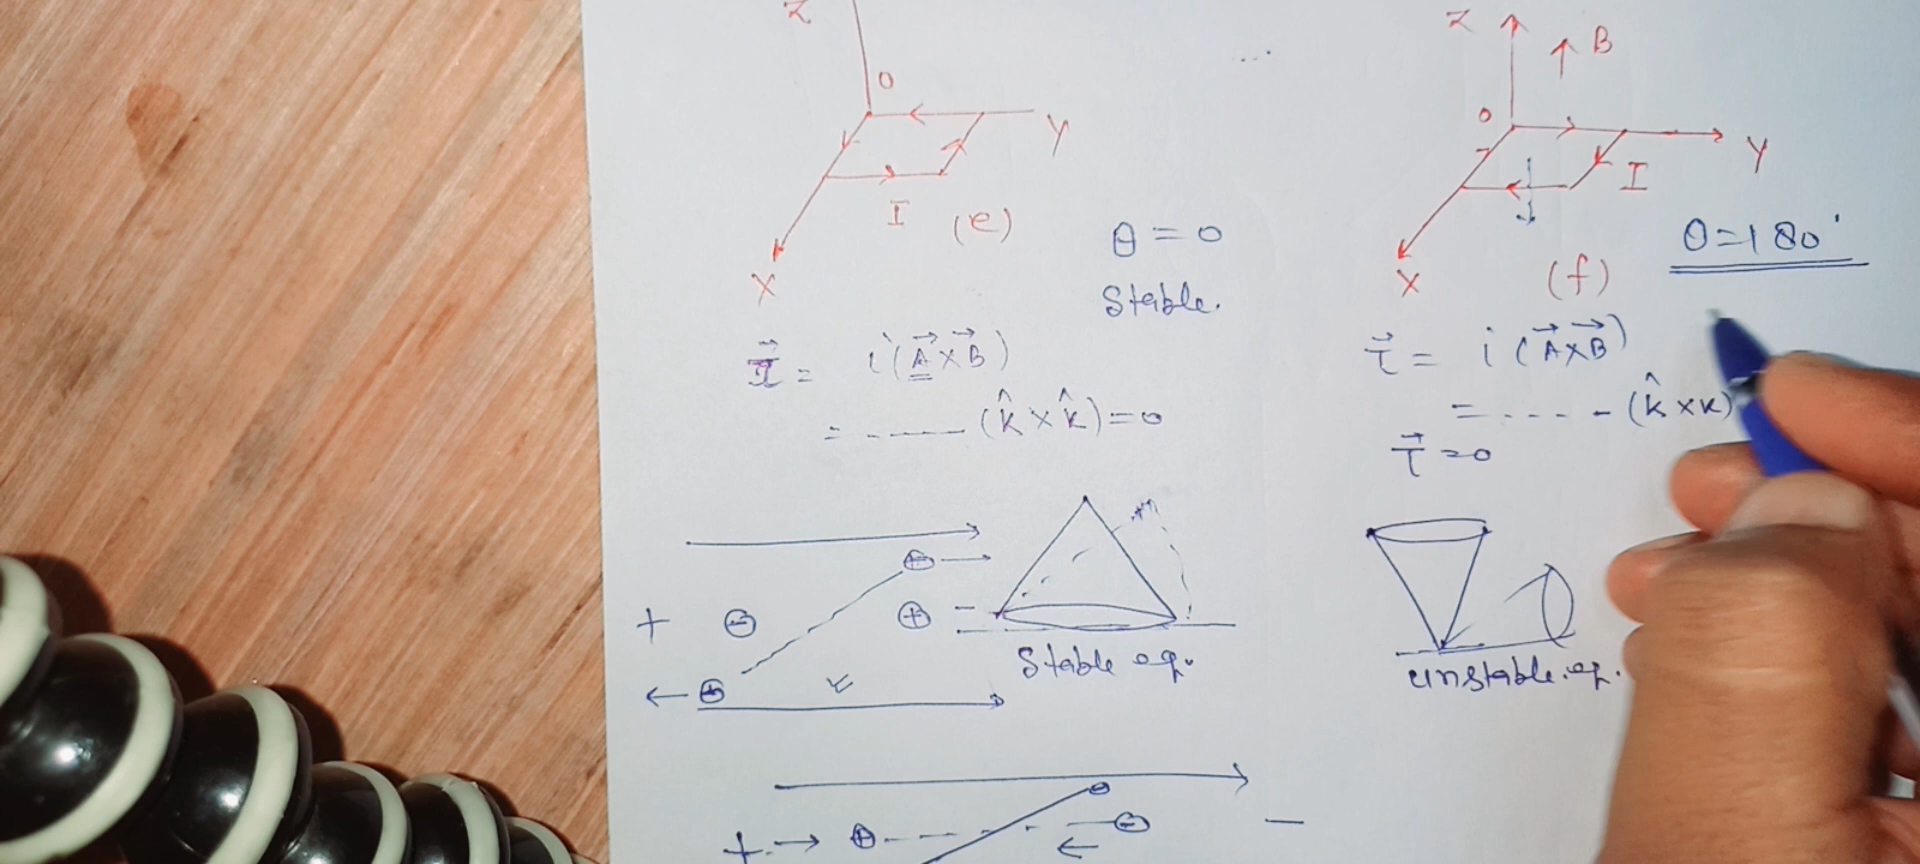 Z
O
Y
I
(e)
X
θ = 0
Stable.
= i(A⃗×B⃗)
= ------ (k̂ × k̂) = 0
+ ⊖ ⊕ -
⊕
⊕
E
Stable eq.
+ → ⊕ ⊖ -
←
Z
B
O
Y
I
X
(f)
θ=180°
τ⃗ = i (A⃗×B⃗)
= ---- (k̂ × k)
τ⃗ = 0
unstable.eq.